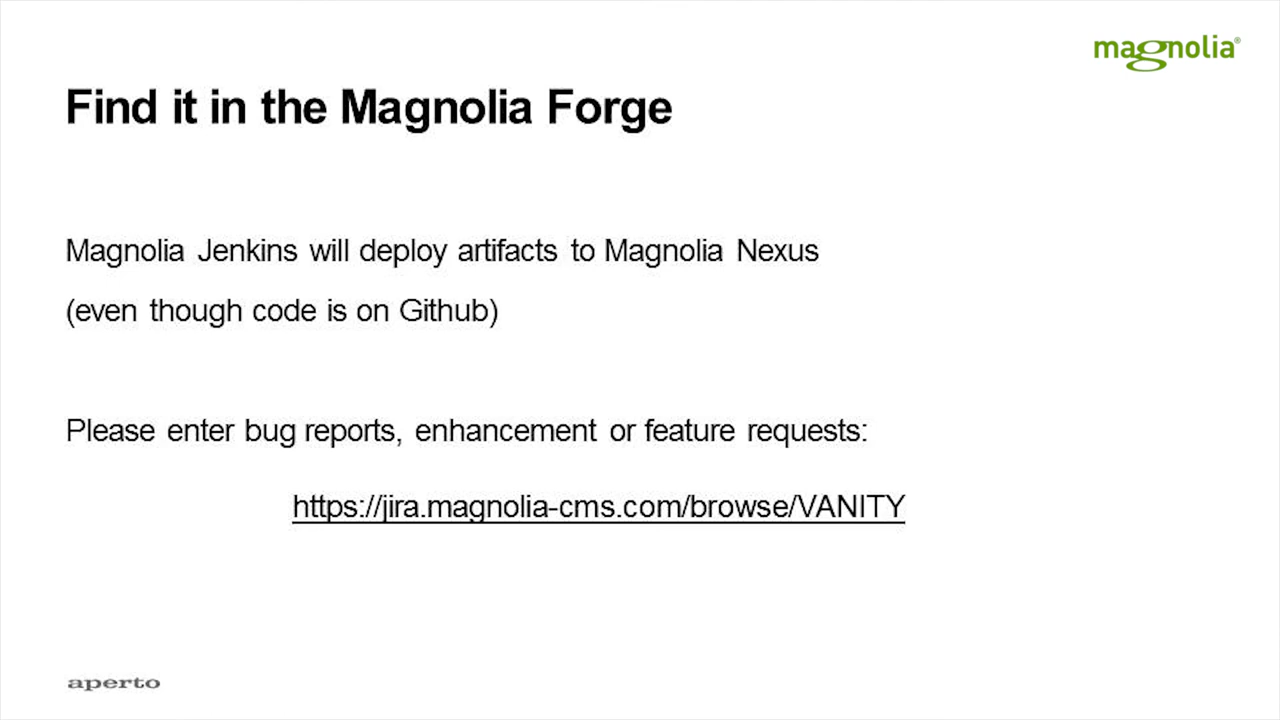 magnolia®
Find it in the Magnolia Forge
Magnolia Jenkins will deploy artifacts to Magnolia Nexus
(even though code is on Github)
Please enter bug reports, enhancement or feature requests:
https://jira.magnolia-cms.com/browse/VANITY
aperto